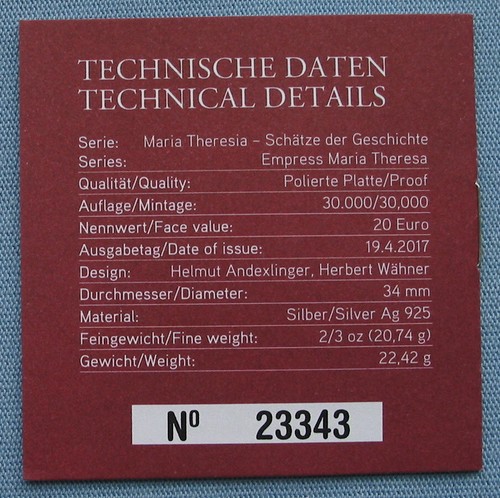 TECHNISCHE DATEN
TECHNICAL DETAILS
Serie: Maria Theresia – Schätze der Geschichte
Series: Empress Maria Theresa
Qualität/Quality: Polierte Platte/Proof
Auflage/Mintage: 30.000/30,000
Nennwert/Face value: 20 Euro
Ausgabetag/Date of issue: 19.4.2017
Design: Helmut Andexlinger, Herbert Wähner
Durchmesser/Diameter: 34 mm
Material: Silber/Silver Ag 925
Feingewicht/Fine weight: 2/3 oz (20,74 g)
Gewicht/Weight: 22,42 g
Nº 23343